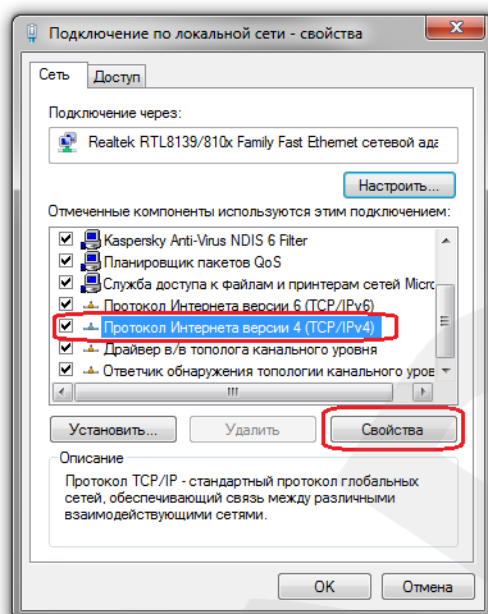 Подключение по локальной сети - свойства
Сеть
Доступ
Подключение через:
Realtek RTL8139/810x Family Fast Ethernet сетевой ада
Настроить...
Отмеченные компоненты используются этим подключением:
Kaspersky Anti-Virus NDIS 6 Filter
Планировщик пакетов QoS
Служба доступа к файлам и принтерам сетей Micro
Протокол Интернета версии 6 (TCP/IPv6)
Протокол Интернета версии 4 (TCP/IPv4)
Драйвер в/в тополога канального уровня
Ответчик обнаружения топологии канального уров
Установить...
Удалить
Свойства
Описание
Протокол TCP/IP - стандартный протокол глобальных
сетей, обеспечивающий связь между различными
взаимодействующими сетями.
OK
Отмена